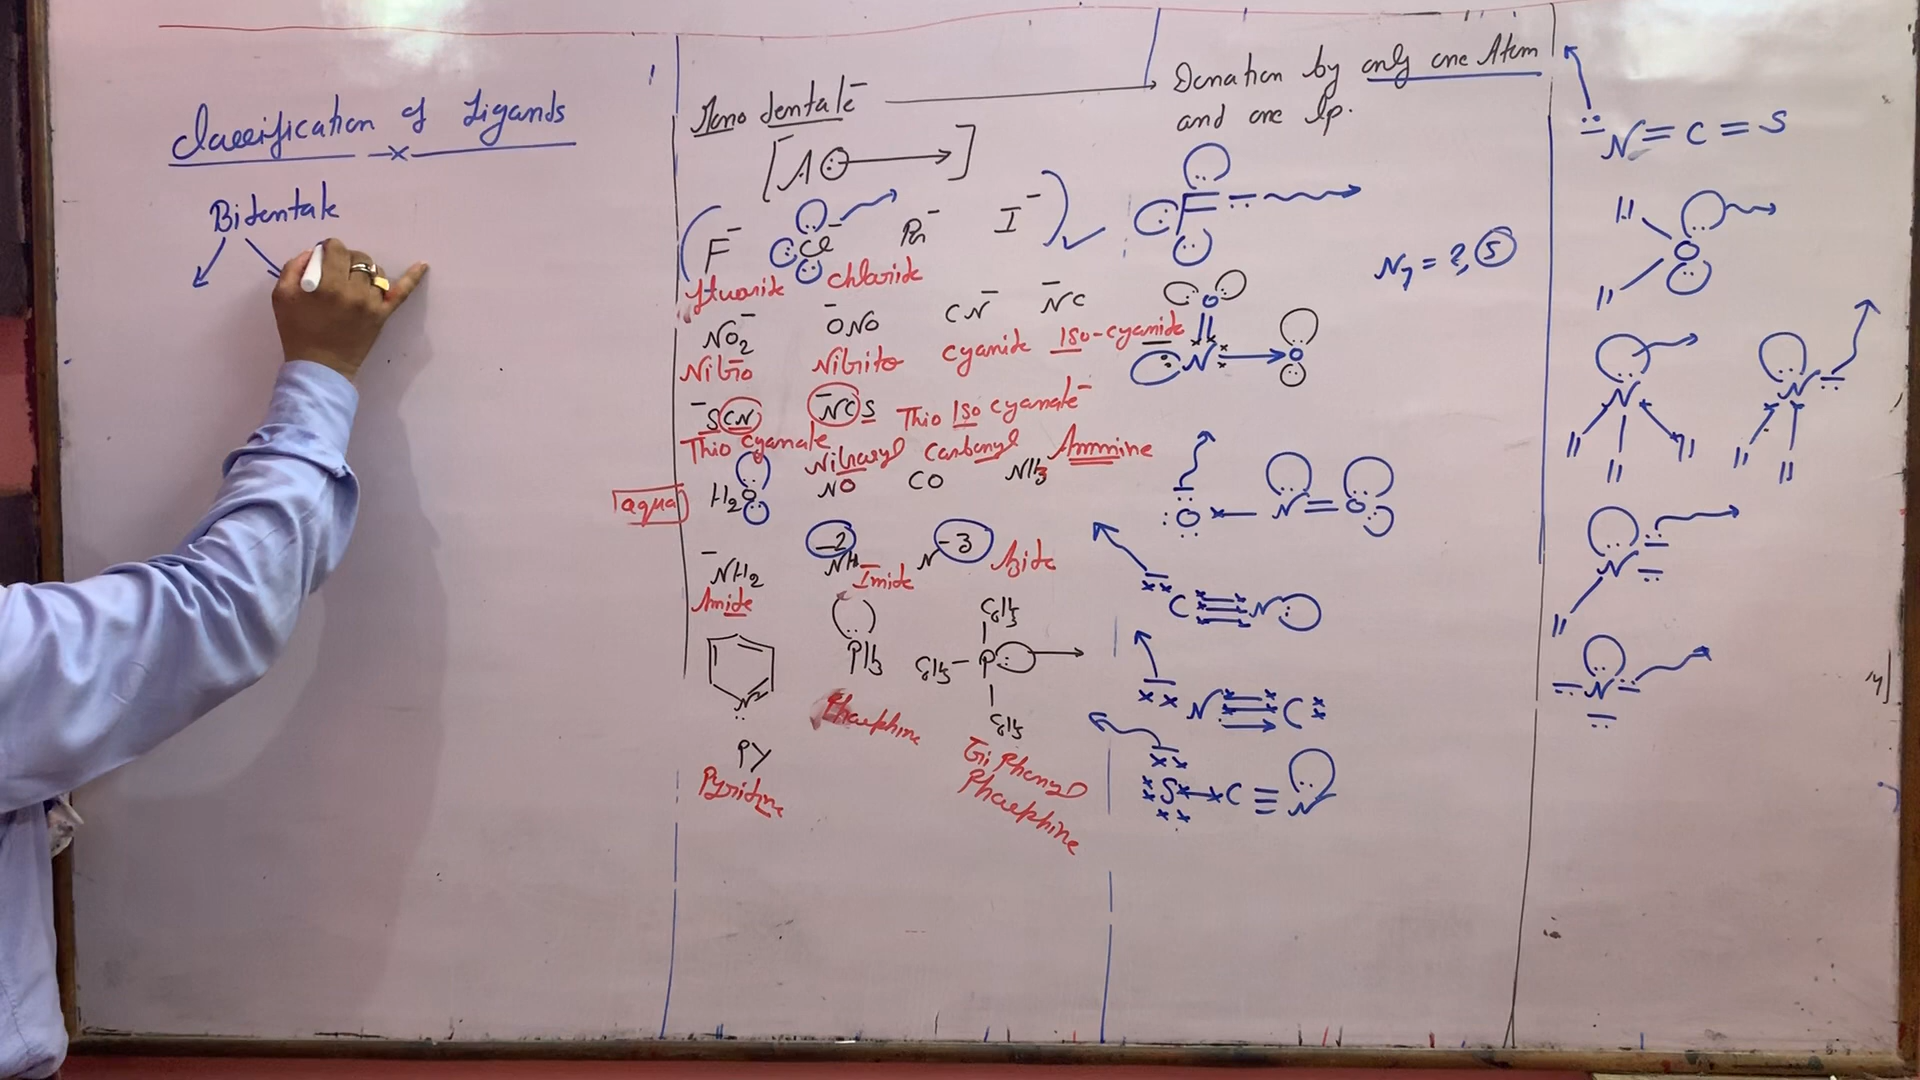 Classification of Ligands
Bidentate
Mono dentate
Donation by only one Atom
and one lp.
[ A : ]
F⁻ Cl⁻ Br⁻ I⁻
fluoride chloride
NO₂⁻ ⁻ONO CN⁻ ⁻NC
Nitro Nitrito cyanide Iso-cyanide
⁻SCN ⁻NCS Thio Iso cyanate
Thio cyanate
Nitrosyl Carbonyl Ammine
aqua H₂O NO CO NH₃
⁻NH₂ NH⁻² N⁻³ Azide
Amide Imide
PH₃
N
PY
Pyridine
Phosphine
C₆H₅
C₆H₅ — P :
C₆H₅
Tri Phenyl
Phosphine
F
N₇ = 2, 5
O
N → O
O — N = O
C ≡ N
N ≡ C
S — C ≡ N
N = C = S
H
O
H
N
H H H
N
H H
N
H
N